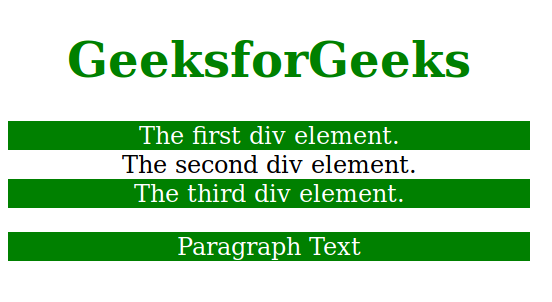 GeeksforGeeks
The first div element.
The second div element.
The third div element.
Paragraph Text